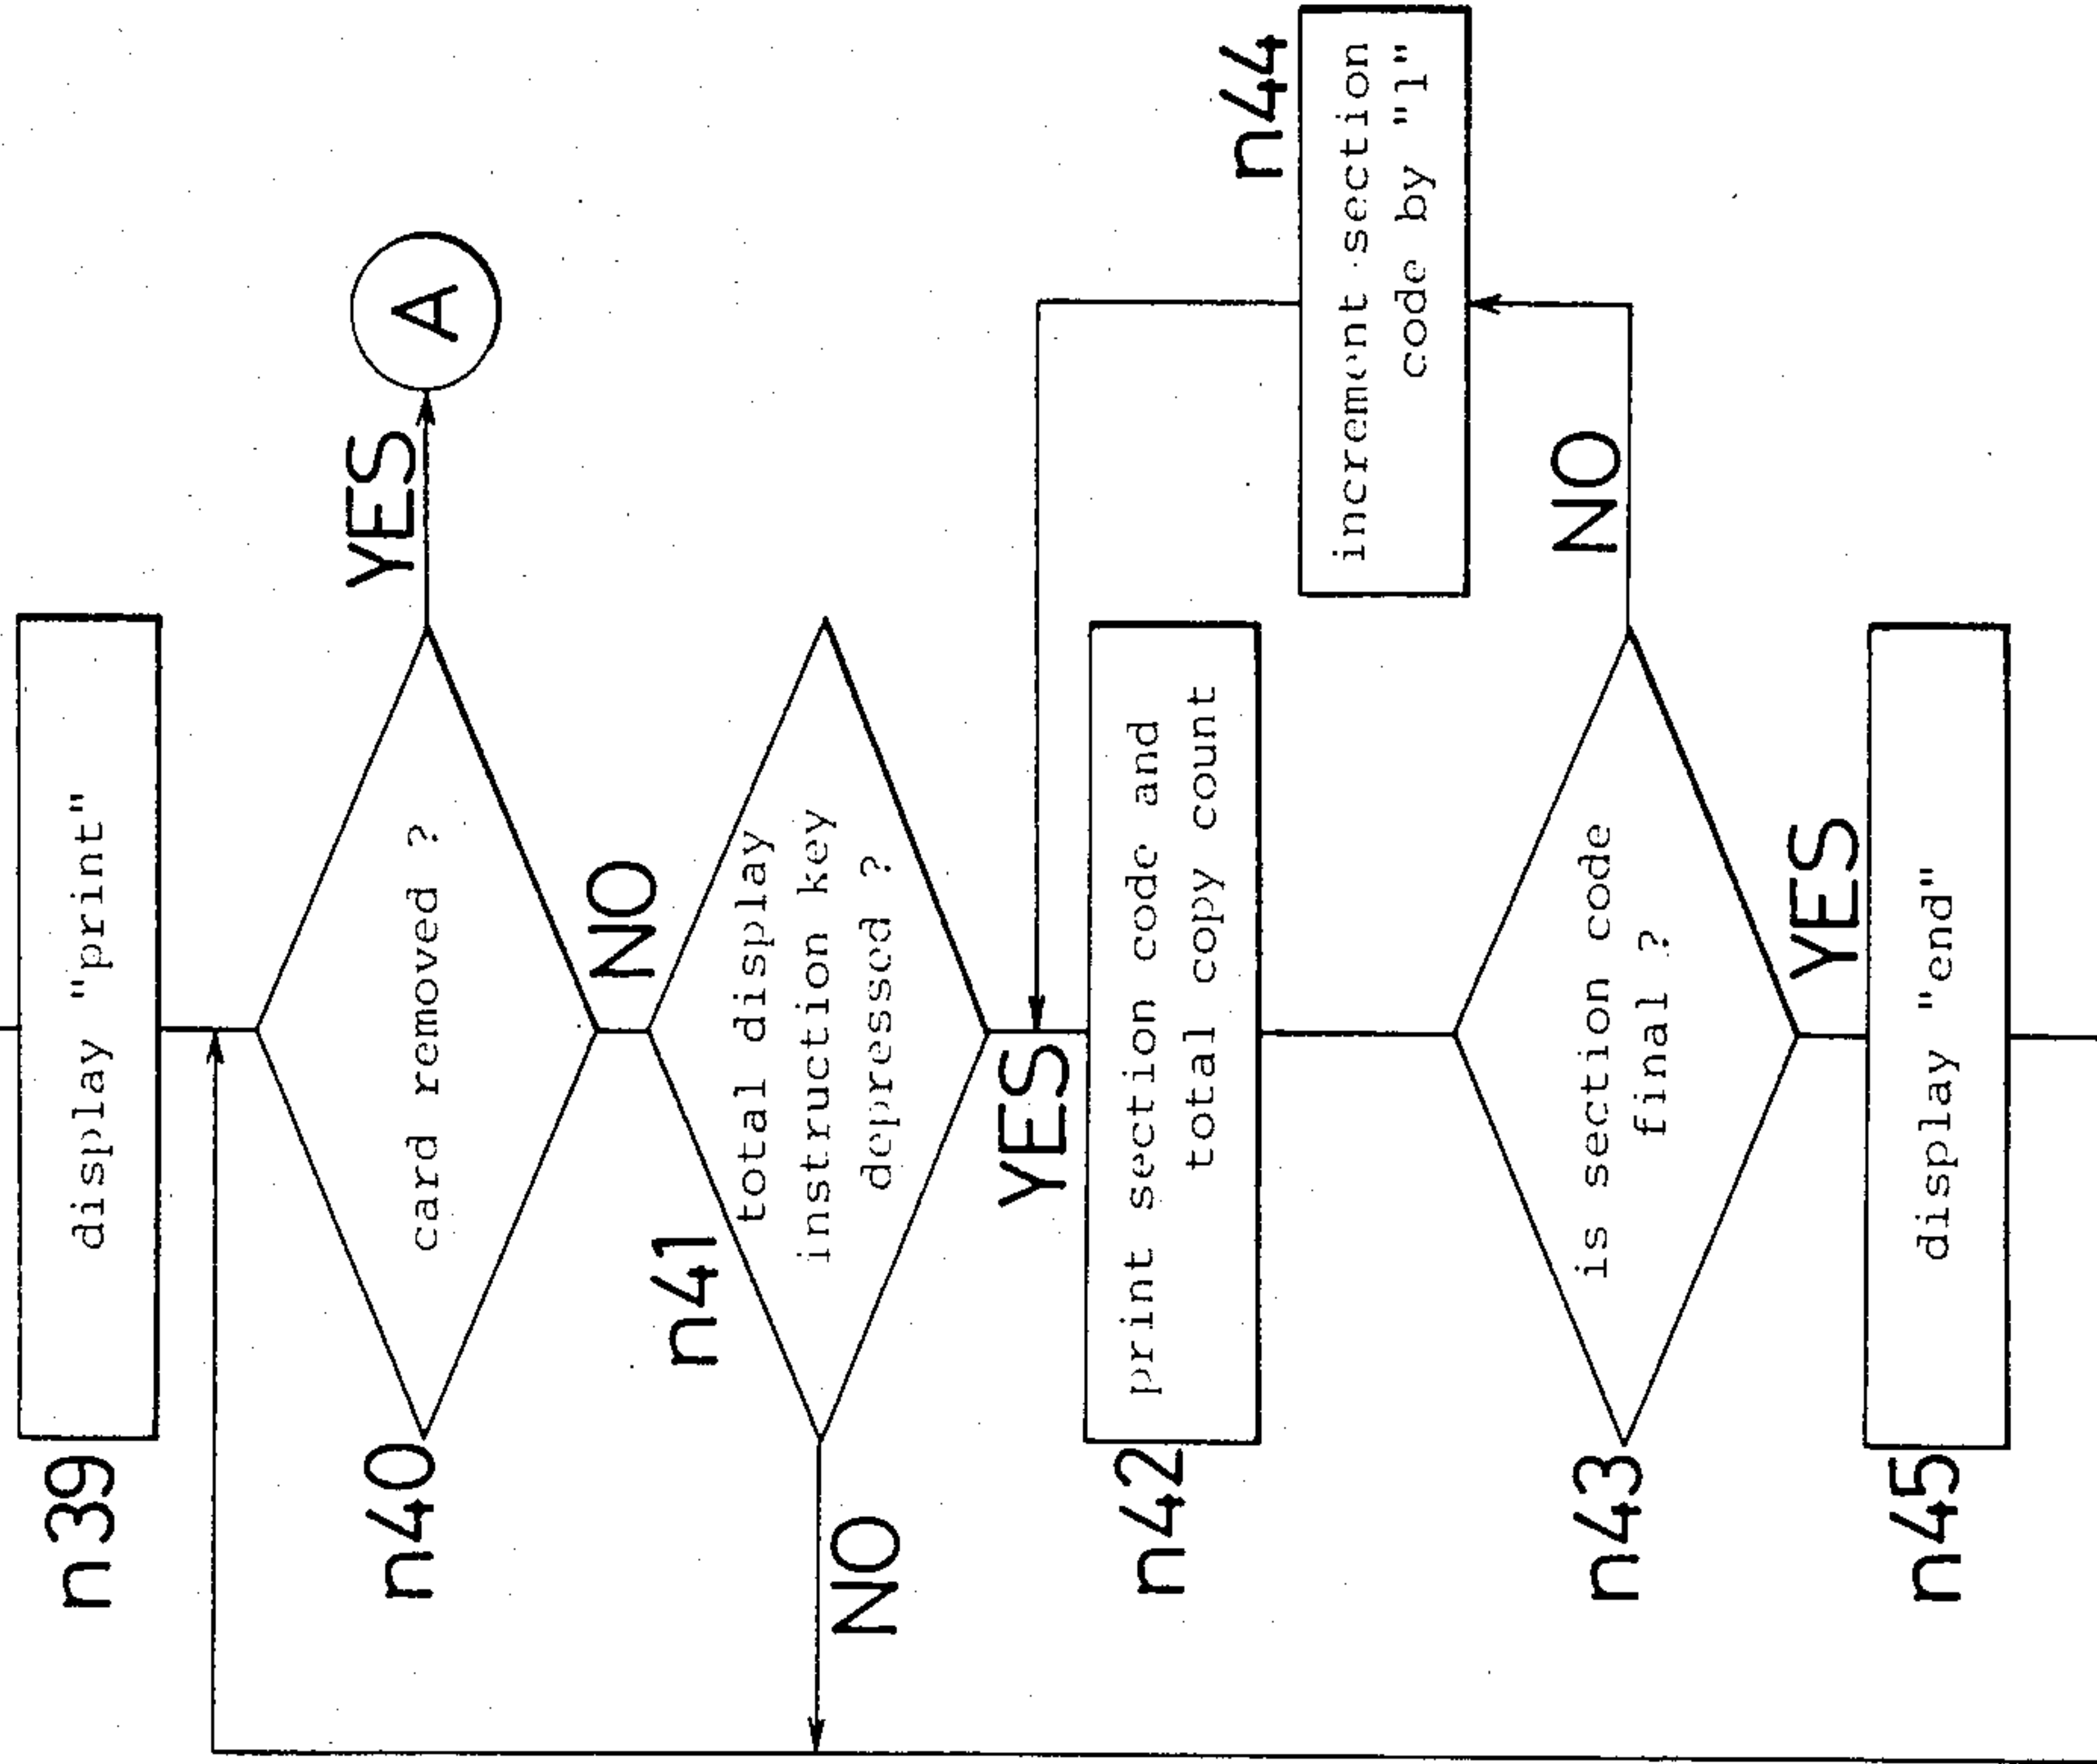 n39
display "print"
n40
card removed ?
YES
A
NO
n41
total display
instruction key
depressed ?
NO
YES
n42
print section code and
total copy count
n44
increment section
code by "1"
n43
is section code
final ?
NO
YES
n45
display "end"